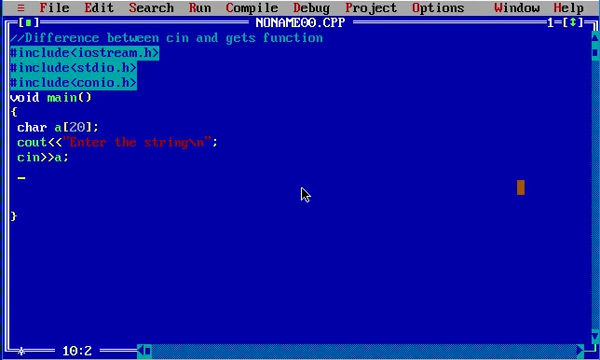 ≡ File Edit Search Run Compile Debug Project Options Window Help
[■] NONAME00.CPP 1=[↕]
//Difference between cin and gets function
#include<iostream.h>
#include<stdio.h>
#include<conio.h>
void main()
{
char a[20];
cout<<"Enter the string\n";
cin>>a;
}
* 10:2